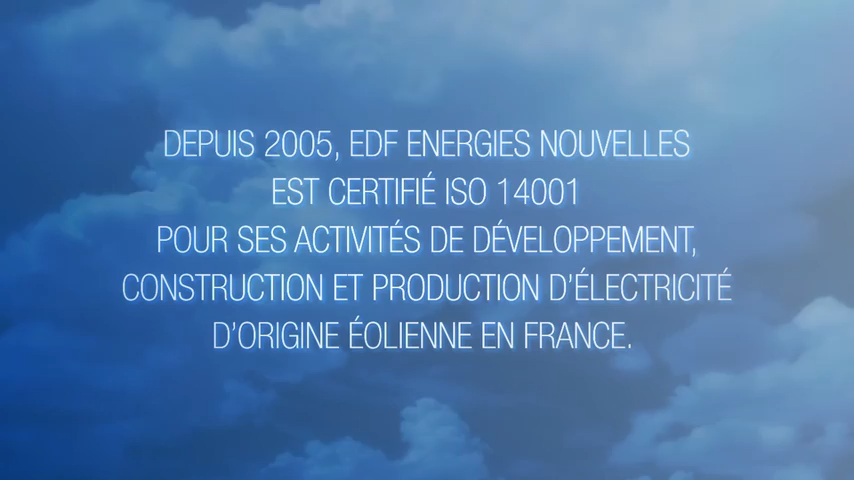 DEPUIS 2005, EDF ENERGIES NOUVELLES
EST CERTIFIÉ ISO 14001
POUR SES ACTIVITÉS DE DÉVELOPPEMENT,
CONSTRUCTION ET PRODUCTION D'ÉLECTRICITÉ
D'ORIGINE ÉOLIENNE EN FRANCE.